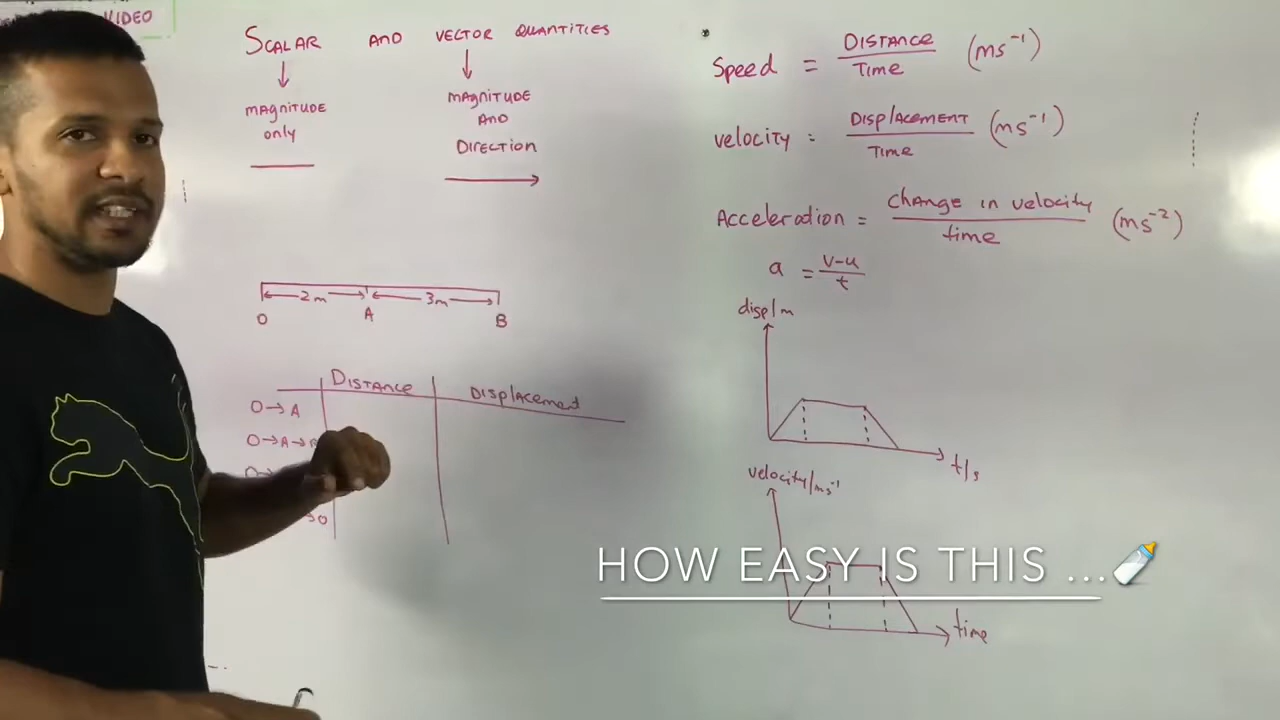 VIDEO
SCALAR AND VECTOR QUANTITIES
MAGNITUDE only
MAGNITUDE AND DIRECTION
2m 3m
O A B
DISTANCE DISPLACEMENT
O→A
O→A→
O→
→O
Speed = DISTANCE / TIME (ms⁻¹)
velocity = DISPLACEMENT / TIME (ms⁻¹)
Acceleration = change in velocity / time (ms⁻²)
a = v-u / t
displ/m
t/s
velocity/ms⁻¹
time
HOW EASY IS THIS ...